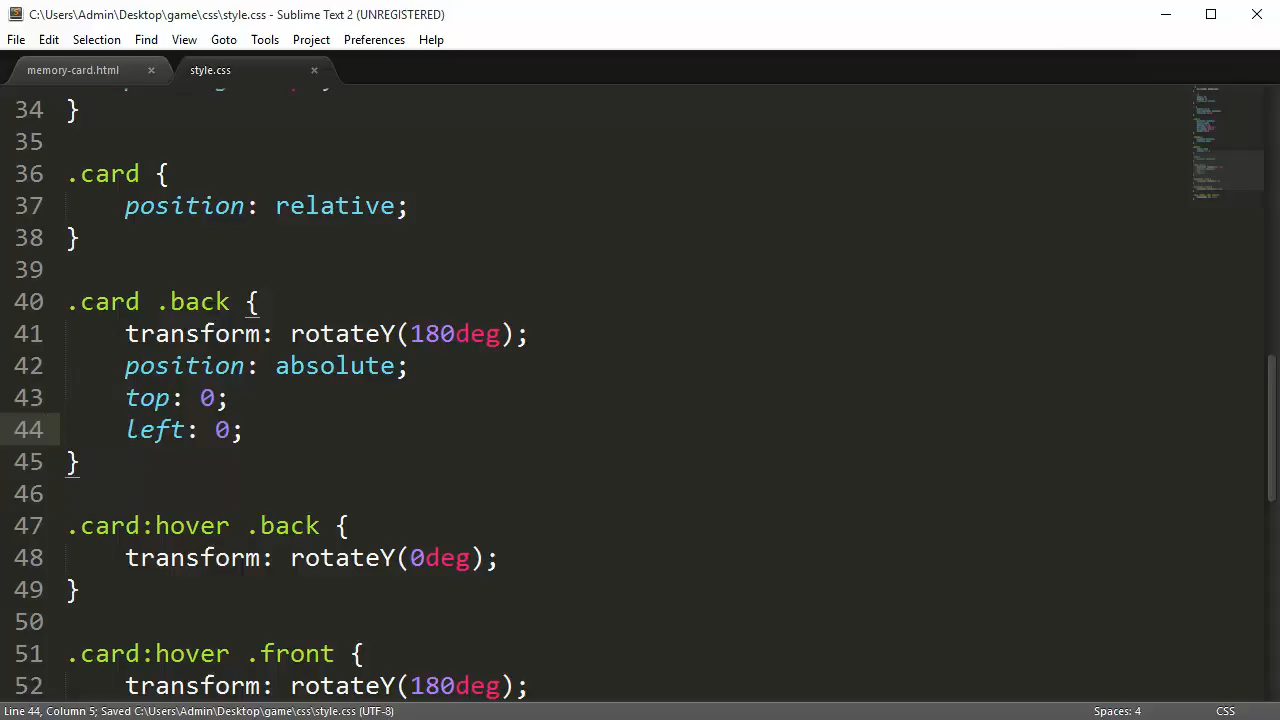 C:\Users\Admin\Desktop\game\css\style.css - Sublime Text 2 (UNREGISTERED)
File Edit Selection Find View Goto Tools Project Preferences Help
memory-card.html × style.css ×
34 }
35
36 .card {
37 position: relative;
38 }
39
40 .card .back {
41 transform: rotateY(180deg);
42 position: absolute;
43 top: 0;
44 left: 0;
45 }
46
47 .card:hover .back {
48 transform: rotateY(0deg);
49 }
50
51 .card:hover .front {
52 transform: rotateY(180deg);
Line 44, Column 5; Saved C:\Users\Admin\Desktop\game\css\style.css (UTF-8) Spaces: 4 CSS